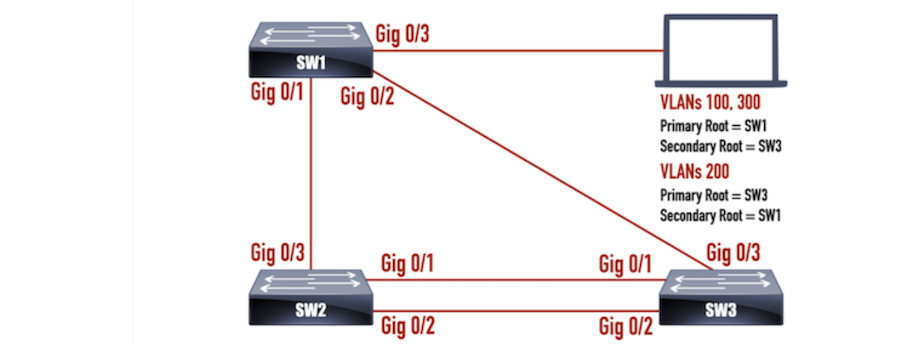 Gig 0/3
SW1
Gig 0/1
Gig 0/2
VLANs 100, 300
Primary Root = SW1
Secondary Root = SW3
VLANs 200
Primary Root = SW3
Secondary Root = SW1
Gig 0/3
Gig 0/1
Gig 0/1
Gig 0/3
SW2
SW3
Gig 0/2
Gig 0/2